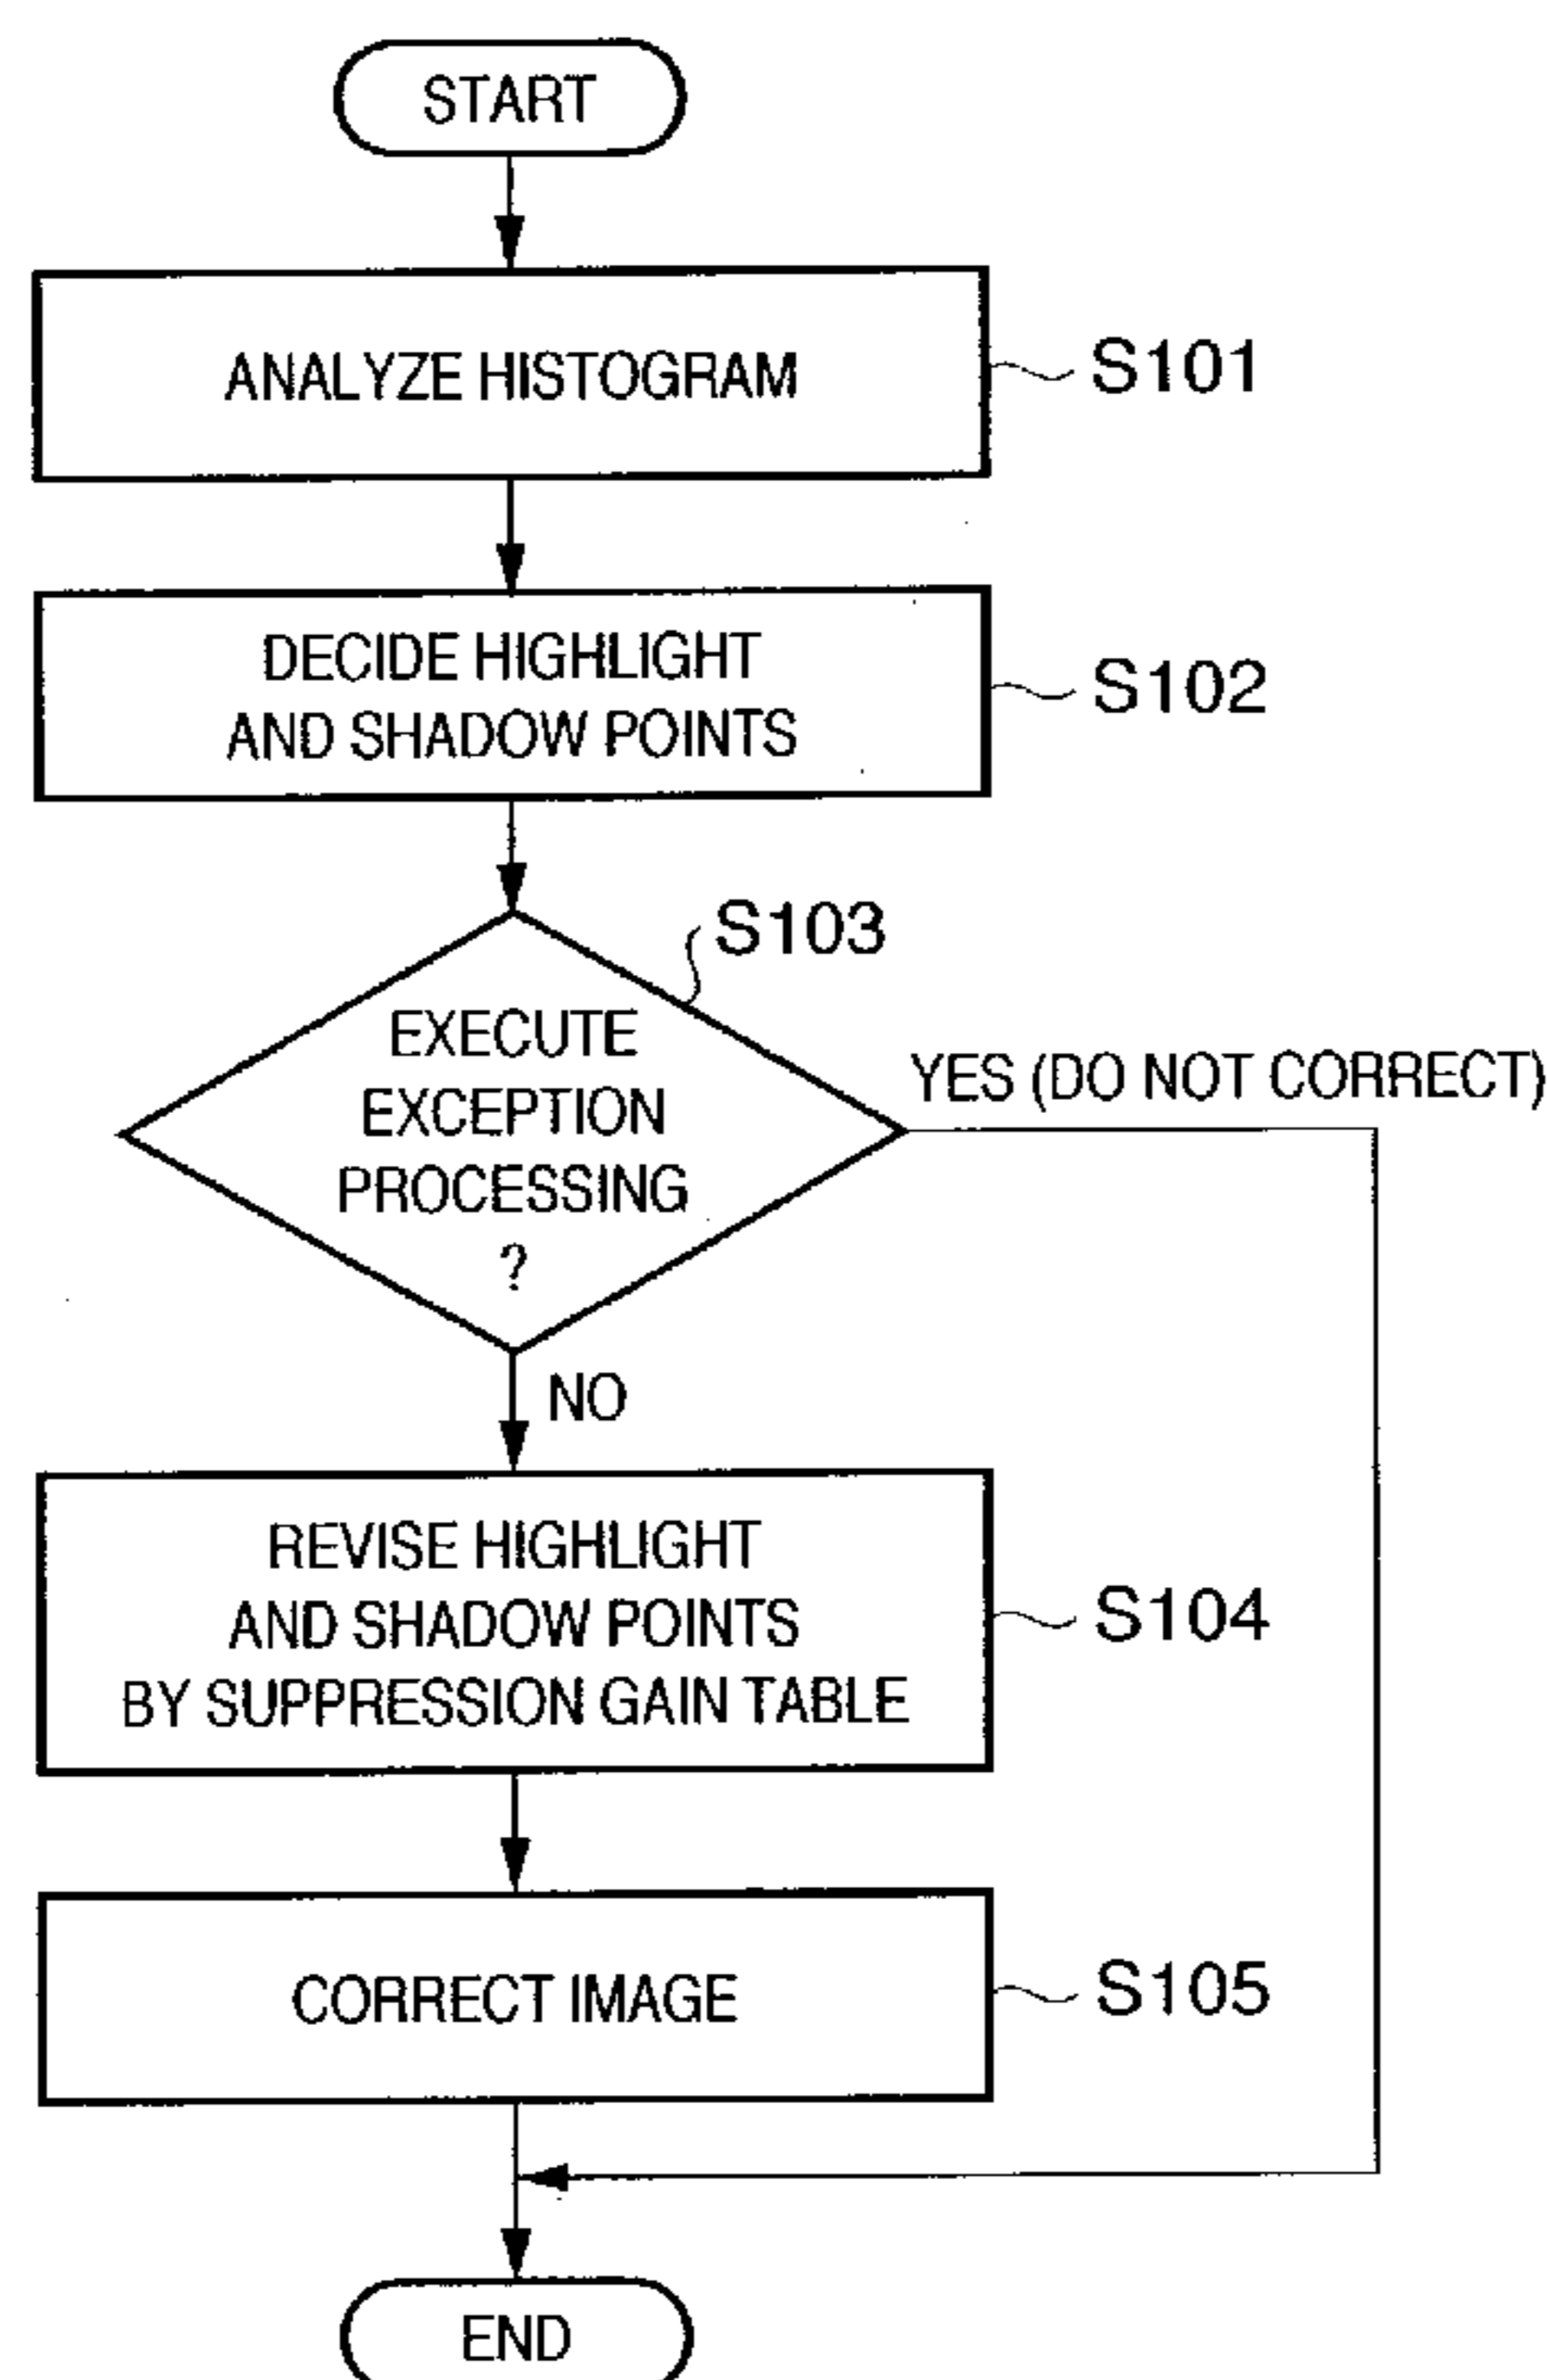 START
ANALYZE HISTOGRAM
S101
DECIDE HIGHLIGHT
AND SHADOW POINTS
S102
S103
EXECUTE
EXCEPTION
PROCESSING
?
YES (DO NOT CORRECT)
NO
REVISE HIGHLIGHT
AND SHADOW POINTS
BY SUPPRESSION GAIN TABLE
S104
CORRECT IMAGE
S105
END